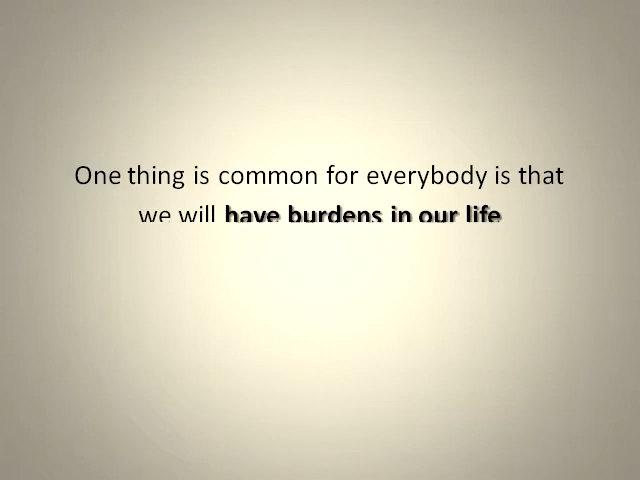 One thing is common for everybody is that
we will have burdens in our life